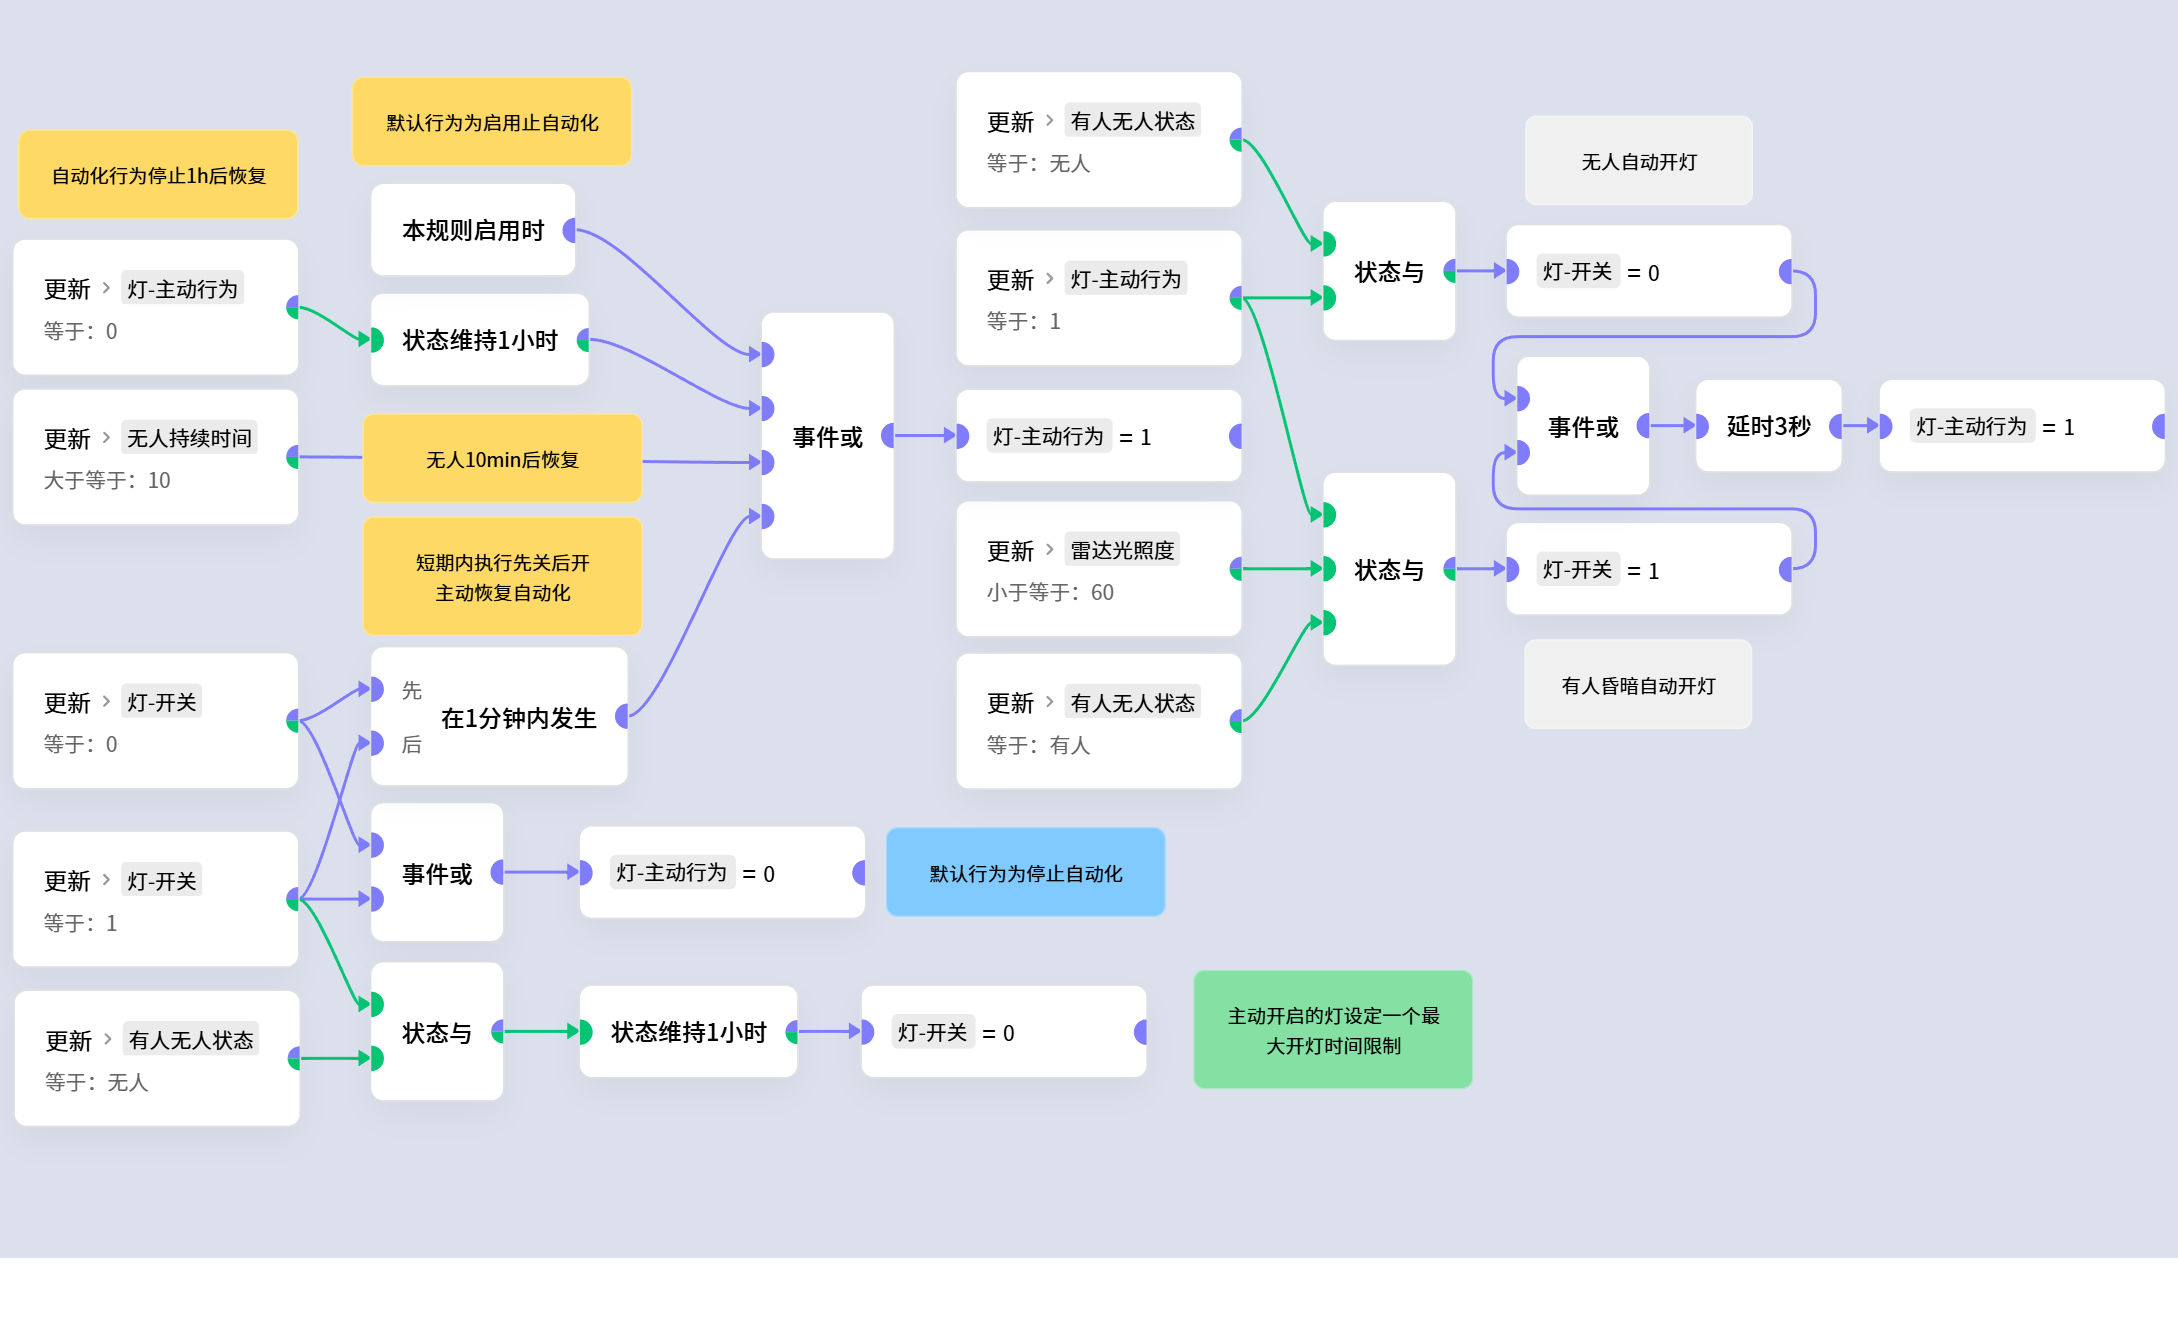 自动化行为停止1h后恢复
更新 > 灯-主动行为
等于：0
更新 > 无人持续时间
大于等于：10
默认行为为启用止自动化
本规则启用时
状态维持1小时
无人10min后恢复
短期内执行先关后开
主动恢复自动化
事件或
灯-主动行为 = 1
更新 > 灯-开关
等于：0
更新 > 灯-开关
等于：1
更新 > 有人无人状态
等于：无人
先
在1分钟内发生
后
事件或
灯-主动行为 = 0
默认行为为停止自动化
状态与
状态维持1小时
灯-开关 = 0
主动开启的灯设定一个最
大开灯时间限制
更新 > 有人无人状态
等于：无人
更新 > 灯-主动行为
等于：1
更新 > 雷达光照度
小于等于：60
更新 > 有人无人状态
等于：有人
状态与
状态与
无人自动开灯
灯-开关 = 0
事件或
延时3秒
灯-主动行为 = 1
灯-开关 = 1
有人昏暗自动开灯